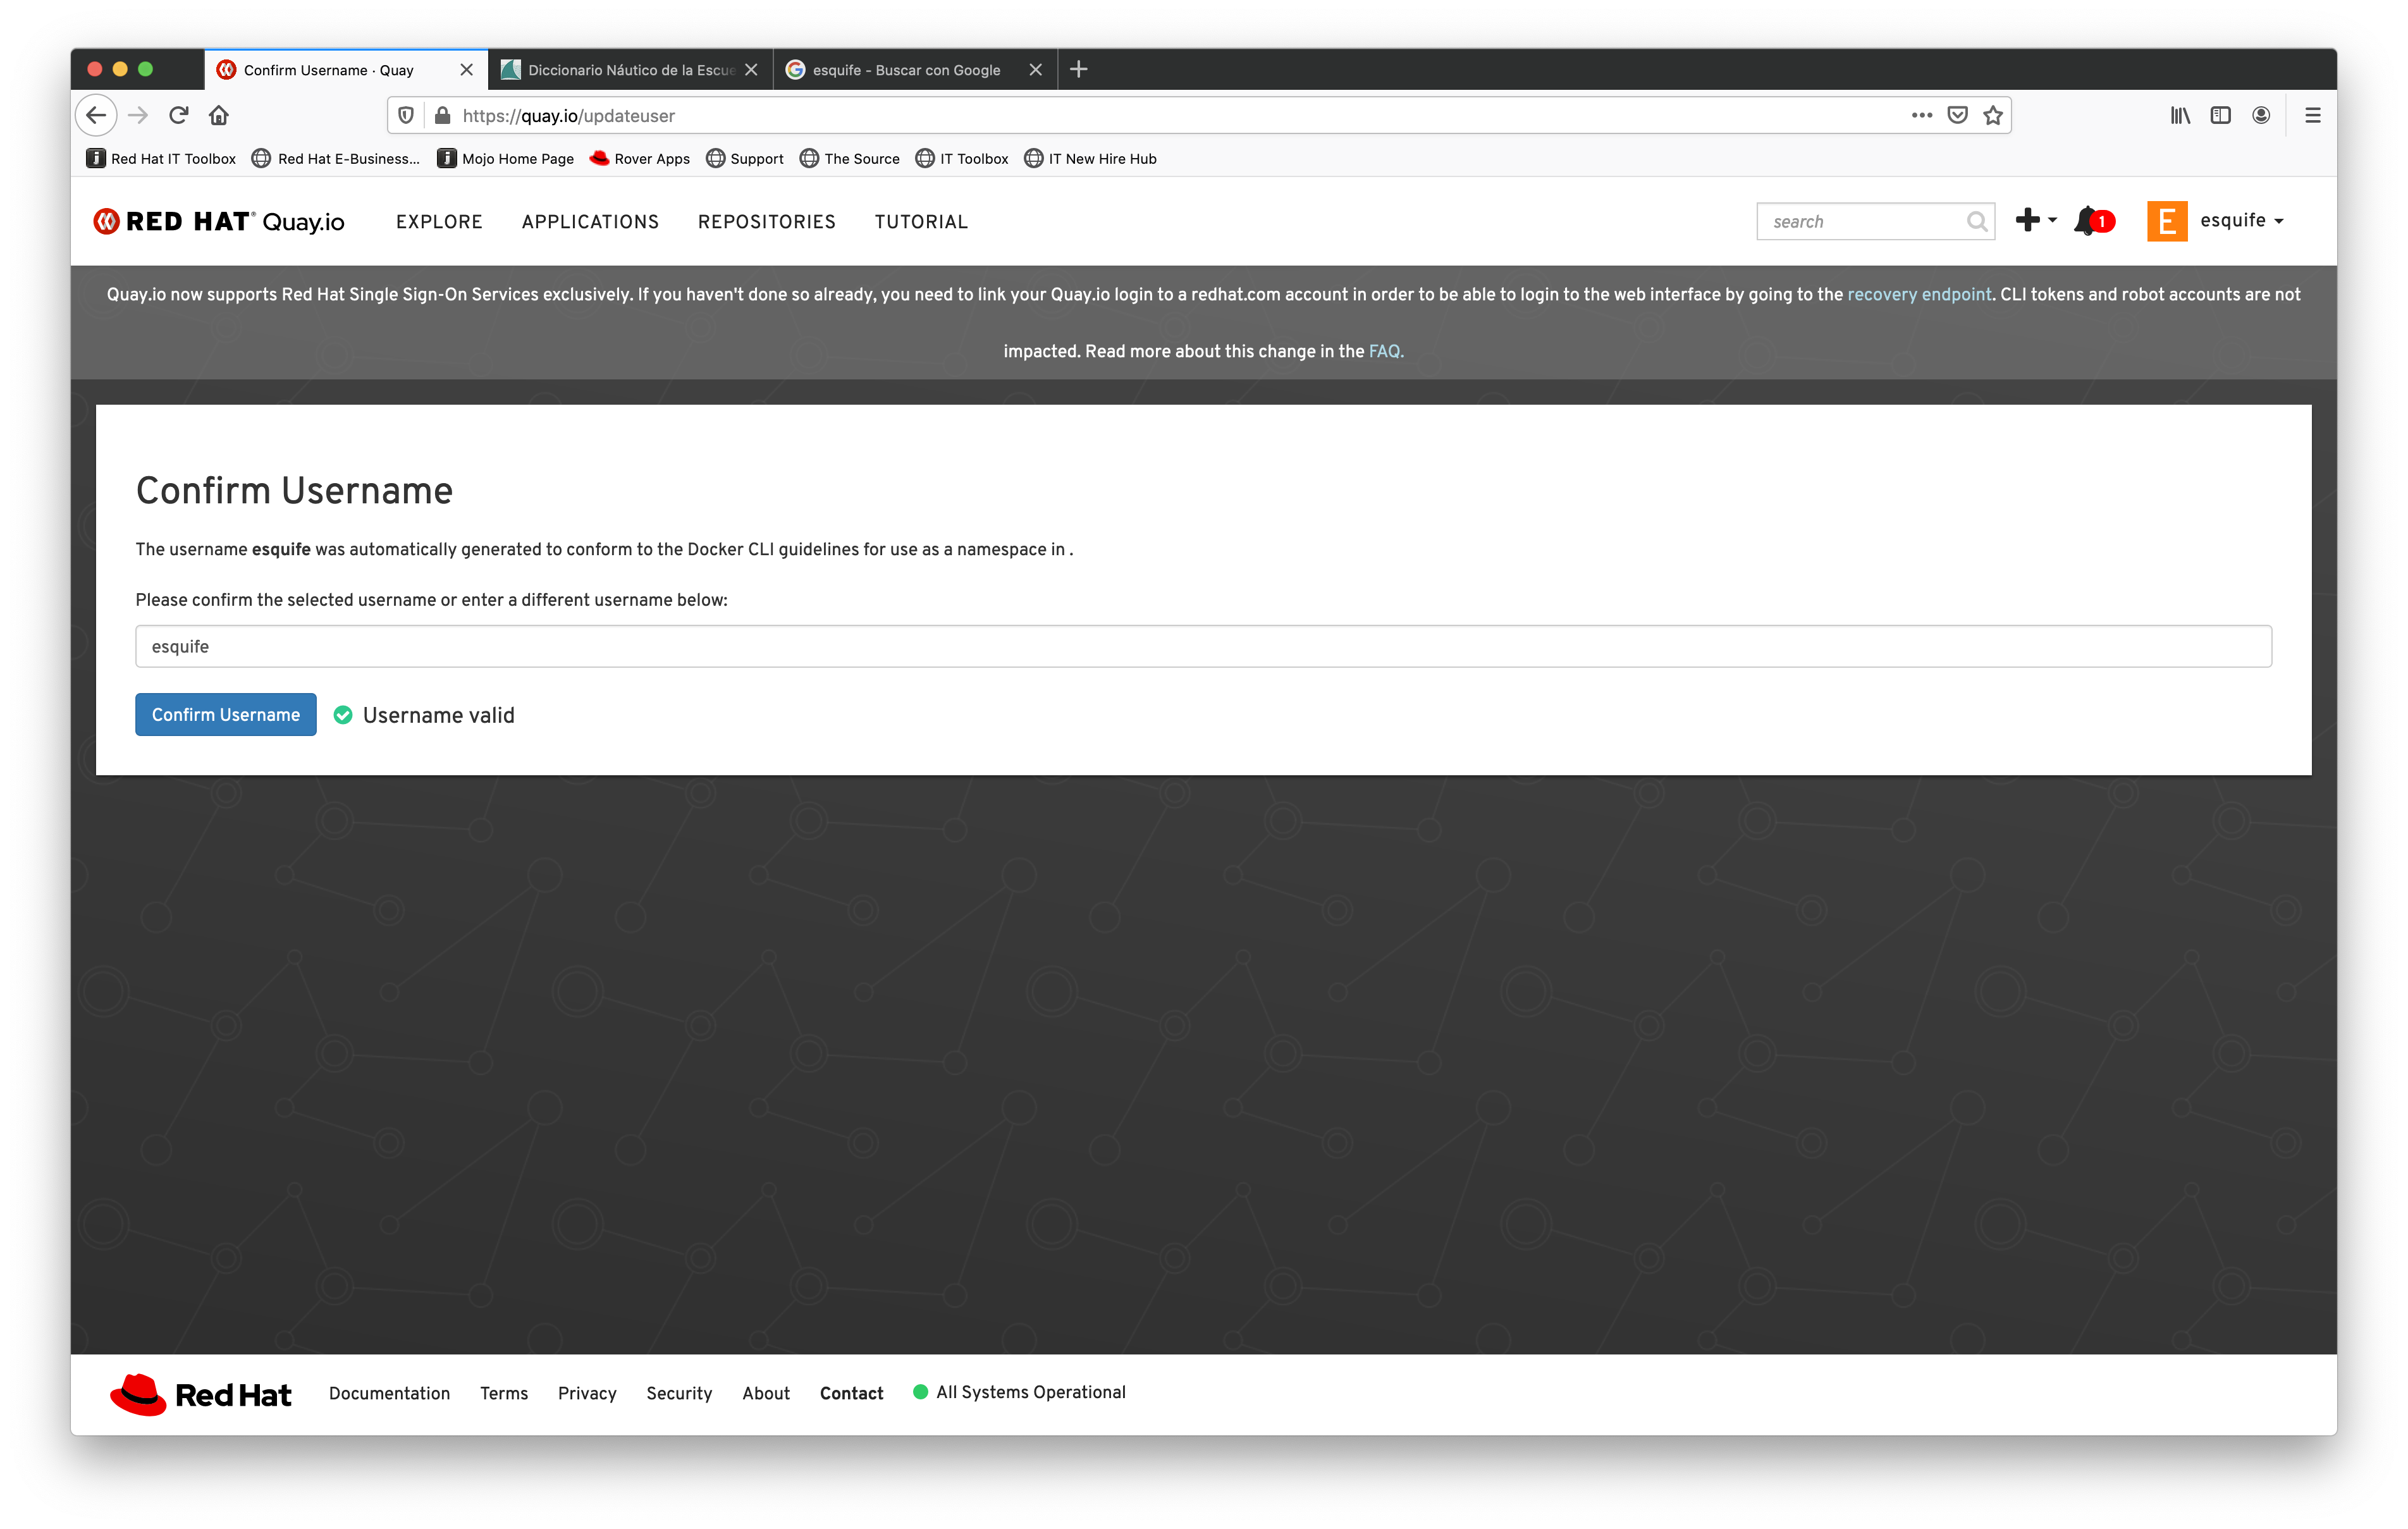 Confirm Username · Quay
Diccionario Náutico de la Escue
esquife - Buscar con Google
https://quay.io/updateuser
Red Hat IT Toolbox
Red Hat E-Business...
Mojo Home Page
Rover Apps
Support
The Source
IT Toolbox
IT New Hire Hub
RED HAT® Quay.io
EXPLORE
APPLICATIONS
REPOSITORIES
TUTORIAL
search
1
E
esquife
Quay.io now supports Red Hat Single Sign-On Services exclusively. If you haven't done so already, you need to link your Quay.io login to a redhat.com account in order to be able to login to the web interface by going to the recovery endpoint. CLI tokens and robot accounts are not
impacted. Read more about this change in the FAQ.
Confirm Username
The username esquife was automatically generated to conform to the Docker CLI guidelines for use as a namespace in .
Please confirm the selected username or enter a different username below:
esquife
Confirm Username
Username valid
Red Hat
Documentation
Terms
Privacy
Security
About
Contact
All Systems Operational